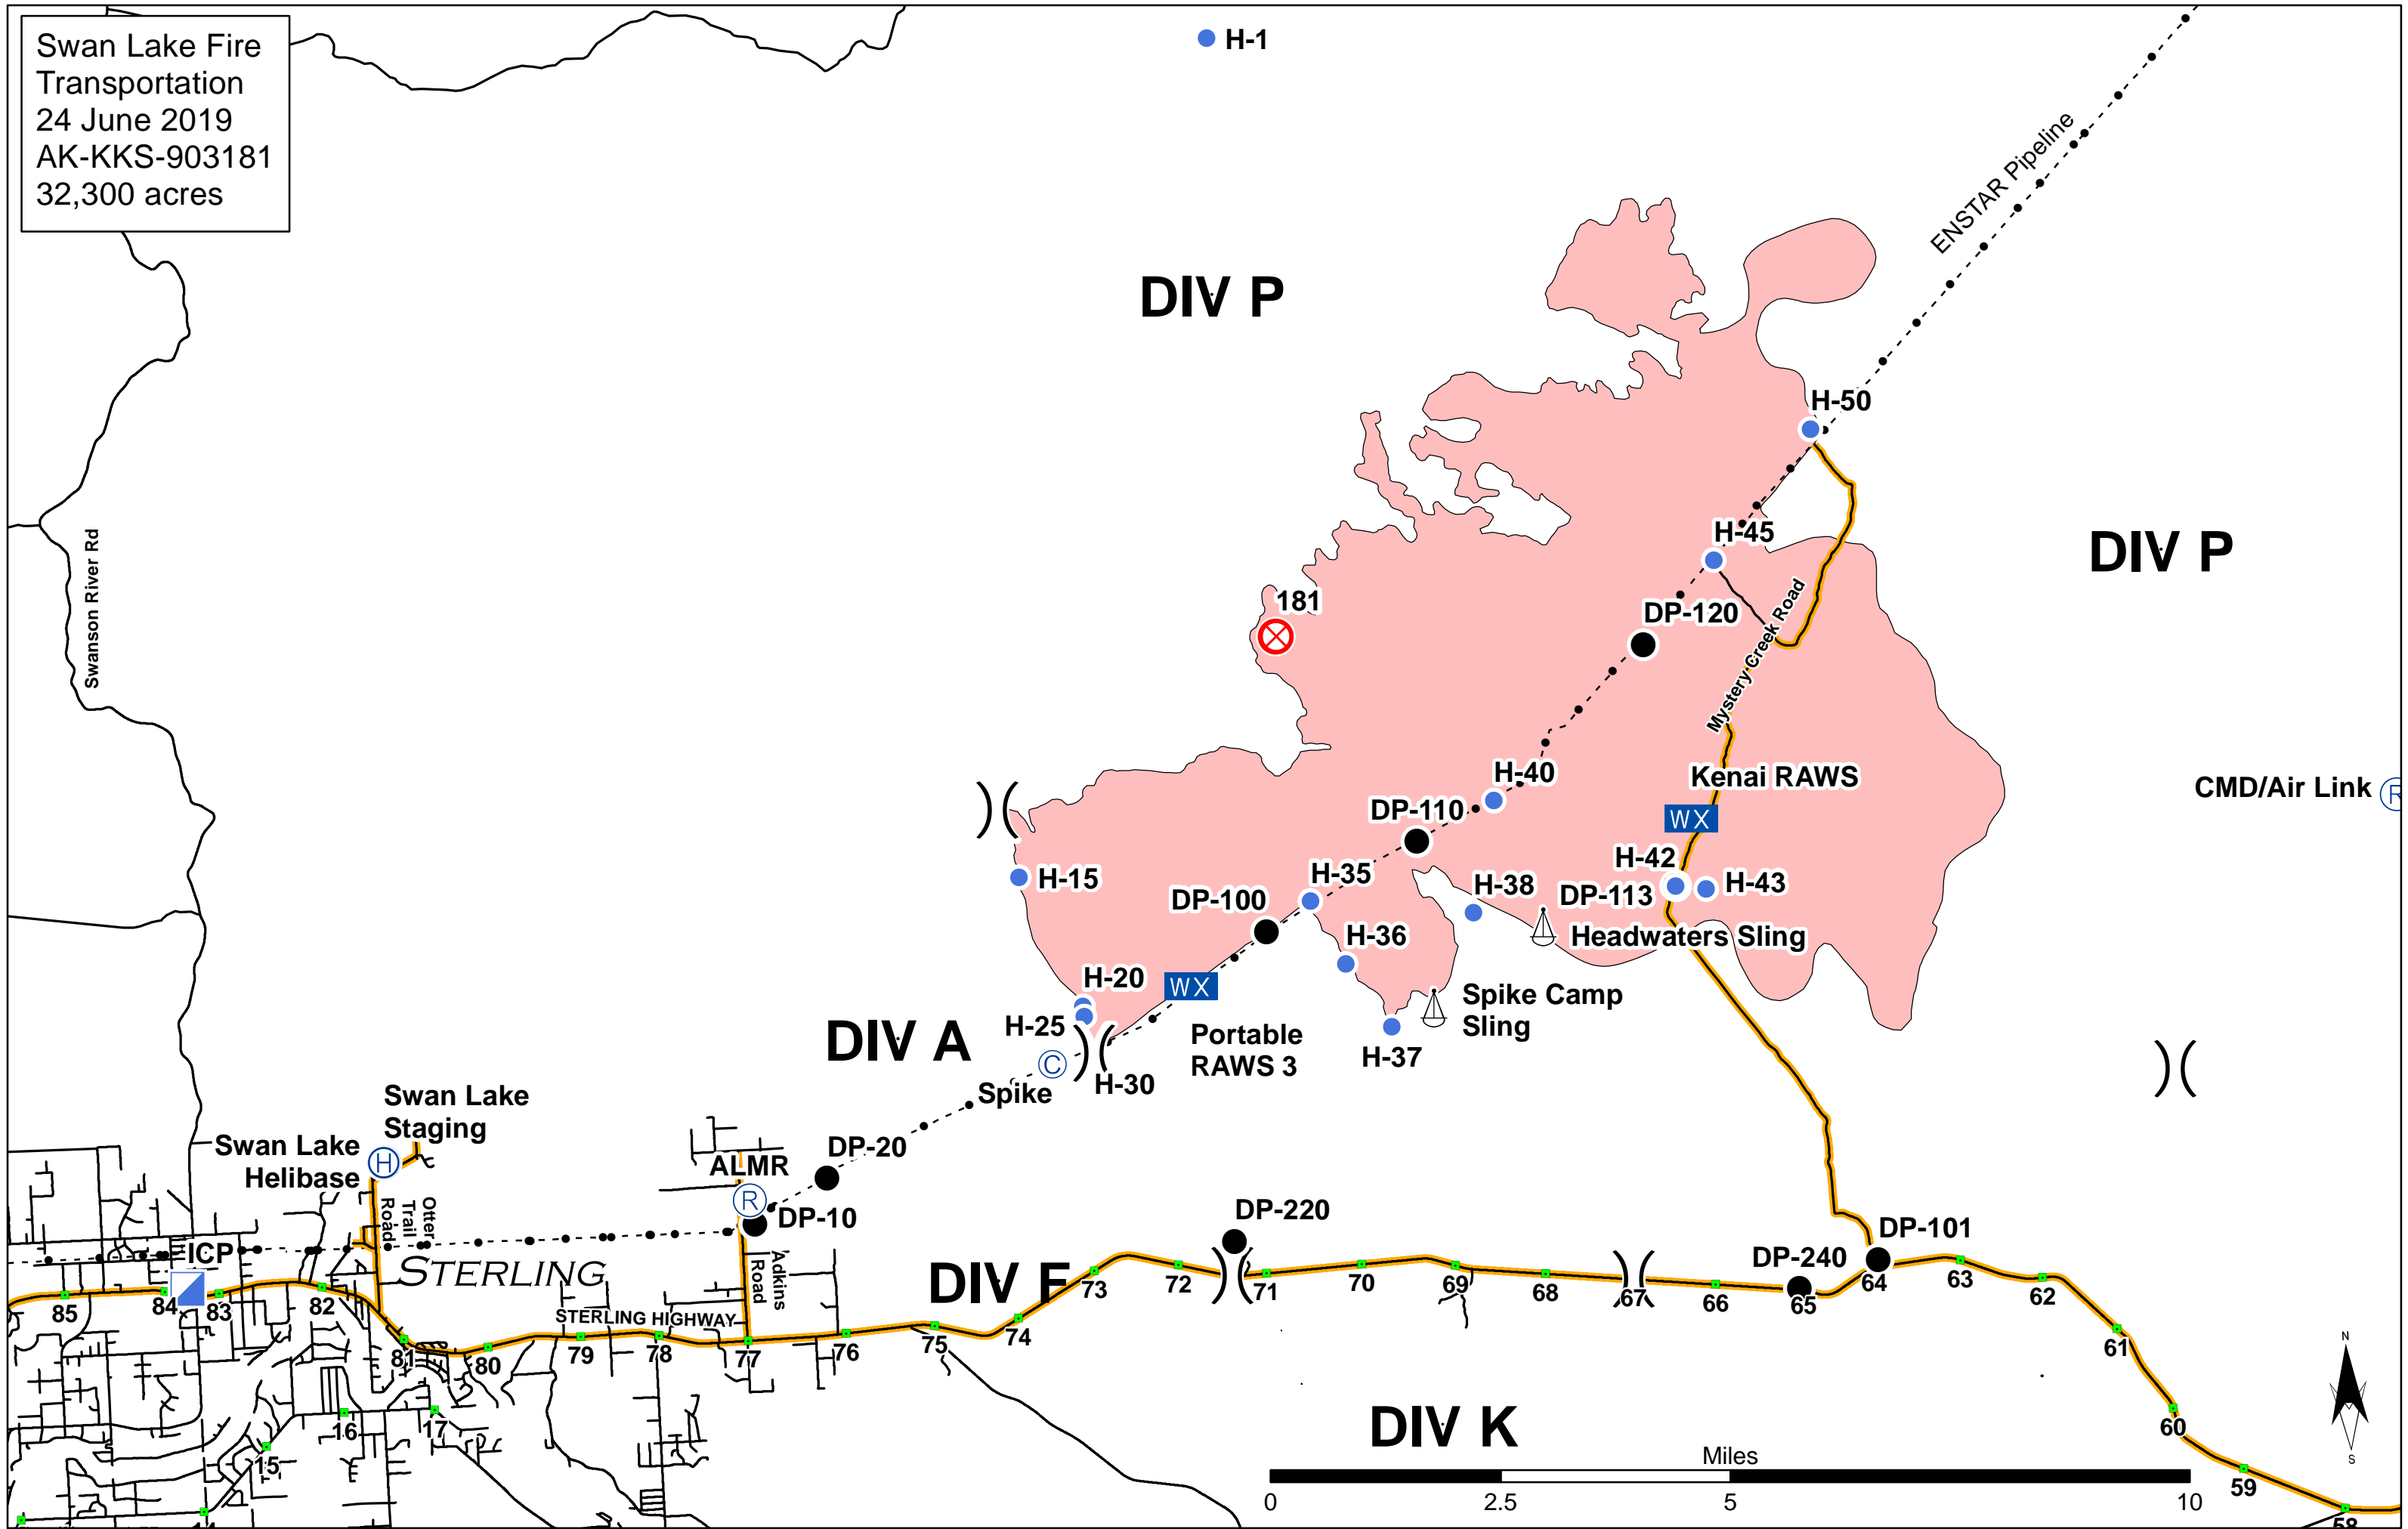 Swan Lake Fire
Transportation
24 June 2019
AK-KKS-903181
32,300 acres
H-1
ENSTAR Pipeline
DIV P
H-50
Swanson River Rd
H-45
DIV P
181
DP-120
Mystery Creek Road
H-40
Kenai RAWS
CMD/Air Link
R
DP-110
WX
H-42
H-15
H-35
H-38
DP-113
H-43
DP-100
H-36
Headwaters Sling
H-20
WX
Spike Camp
Sling
H-25
DIV A
Portable
RAWS 3
H-37
C
H-30
Spike
Swan Lake
Staging
Swan Lake
Helibase
H
DP-20
ALMR
R
DP-10
Otter
Trail
Road
DP-220
DP-101
ICP
STERLING
Adkins
Road
DIV F
DP-240
85
84
83
82
81
80
79
78
77
76
75
74
73
72
71
70
69
68
67
66
65
64
63
62
61
60
59
58
STERLING HIGHWAY
16
17
15
14
DIV K
Miles
0
2.5
5
10
N
S